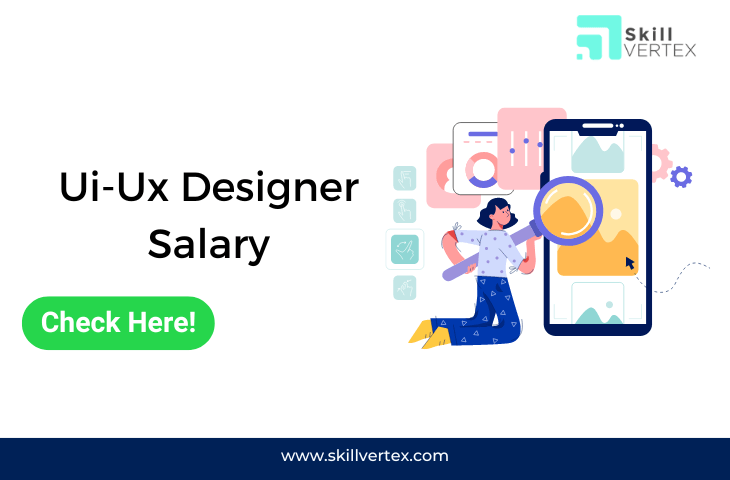 Skill
VERTEX
Ui-Ux Designer
Salary
Check Here!
www.skillvertex.com